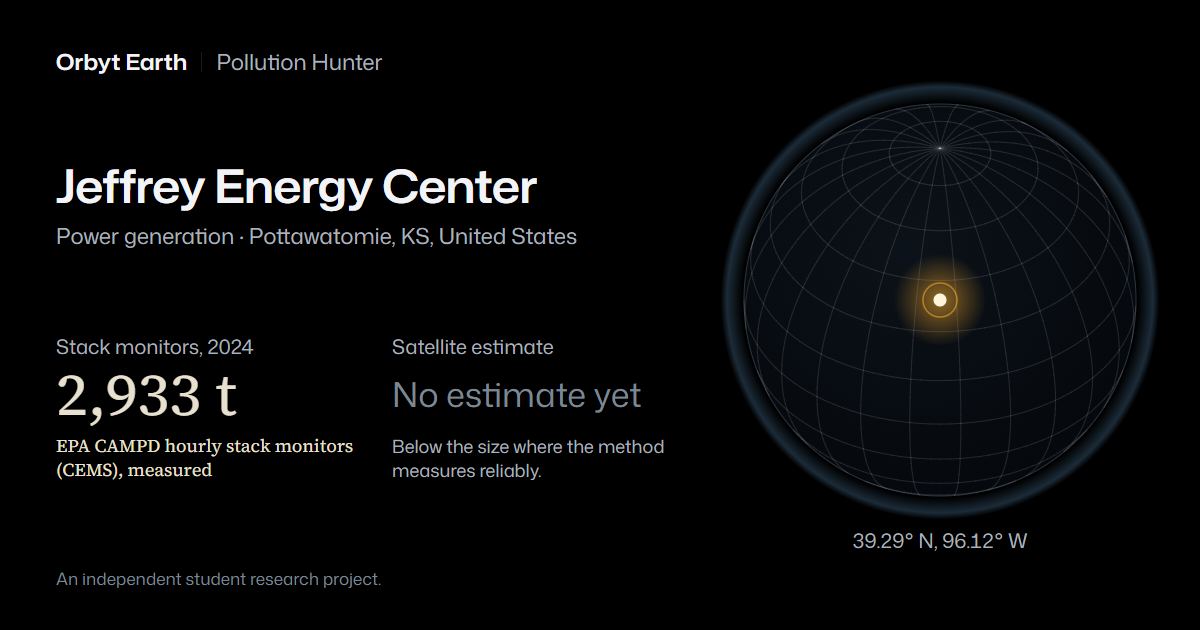 Orbyt Earth | Pollution Hunter
Jeffrey Energy Center
Power generation · Pottawatomie, KS, United States
Stack monitors, 2024
2,933 t
EPA CAMPD hourly stack monitors
(CEMS), measured
Satellite estimate
No estimate yet
Below the size where the method
measures reliably.
39.29° N, 96.12° W
An independent student research project.